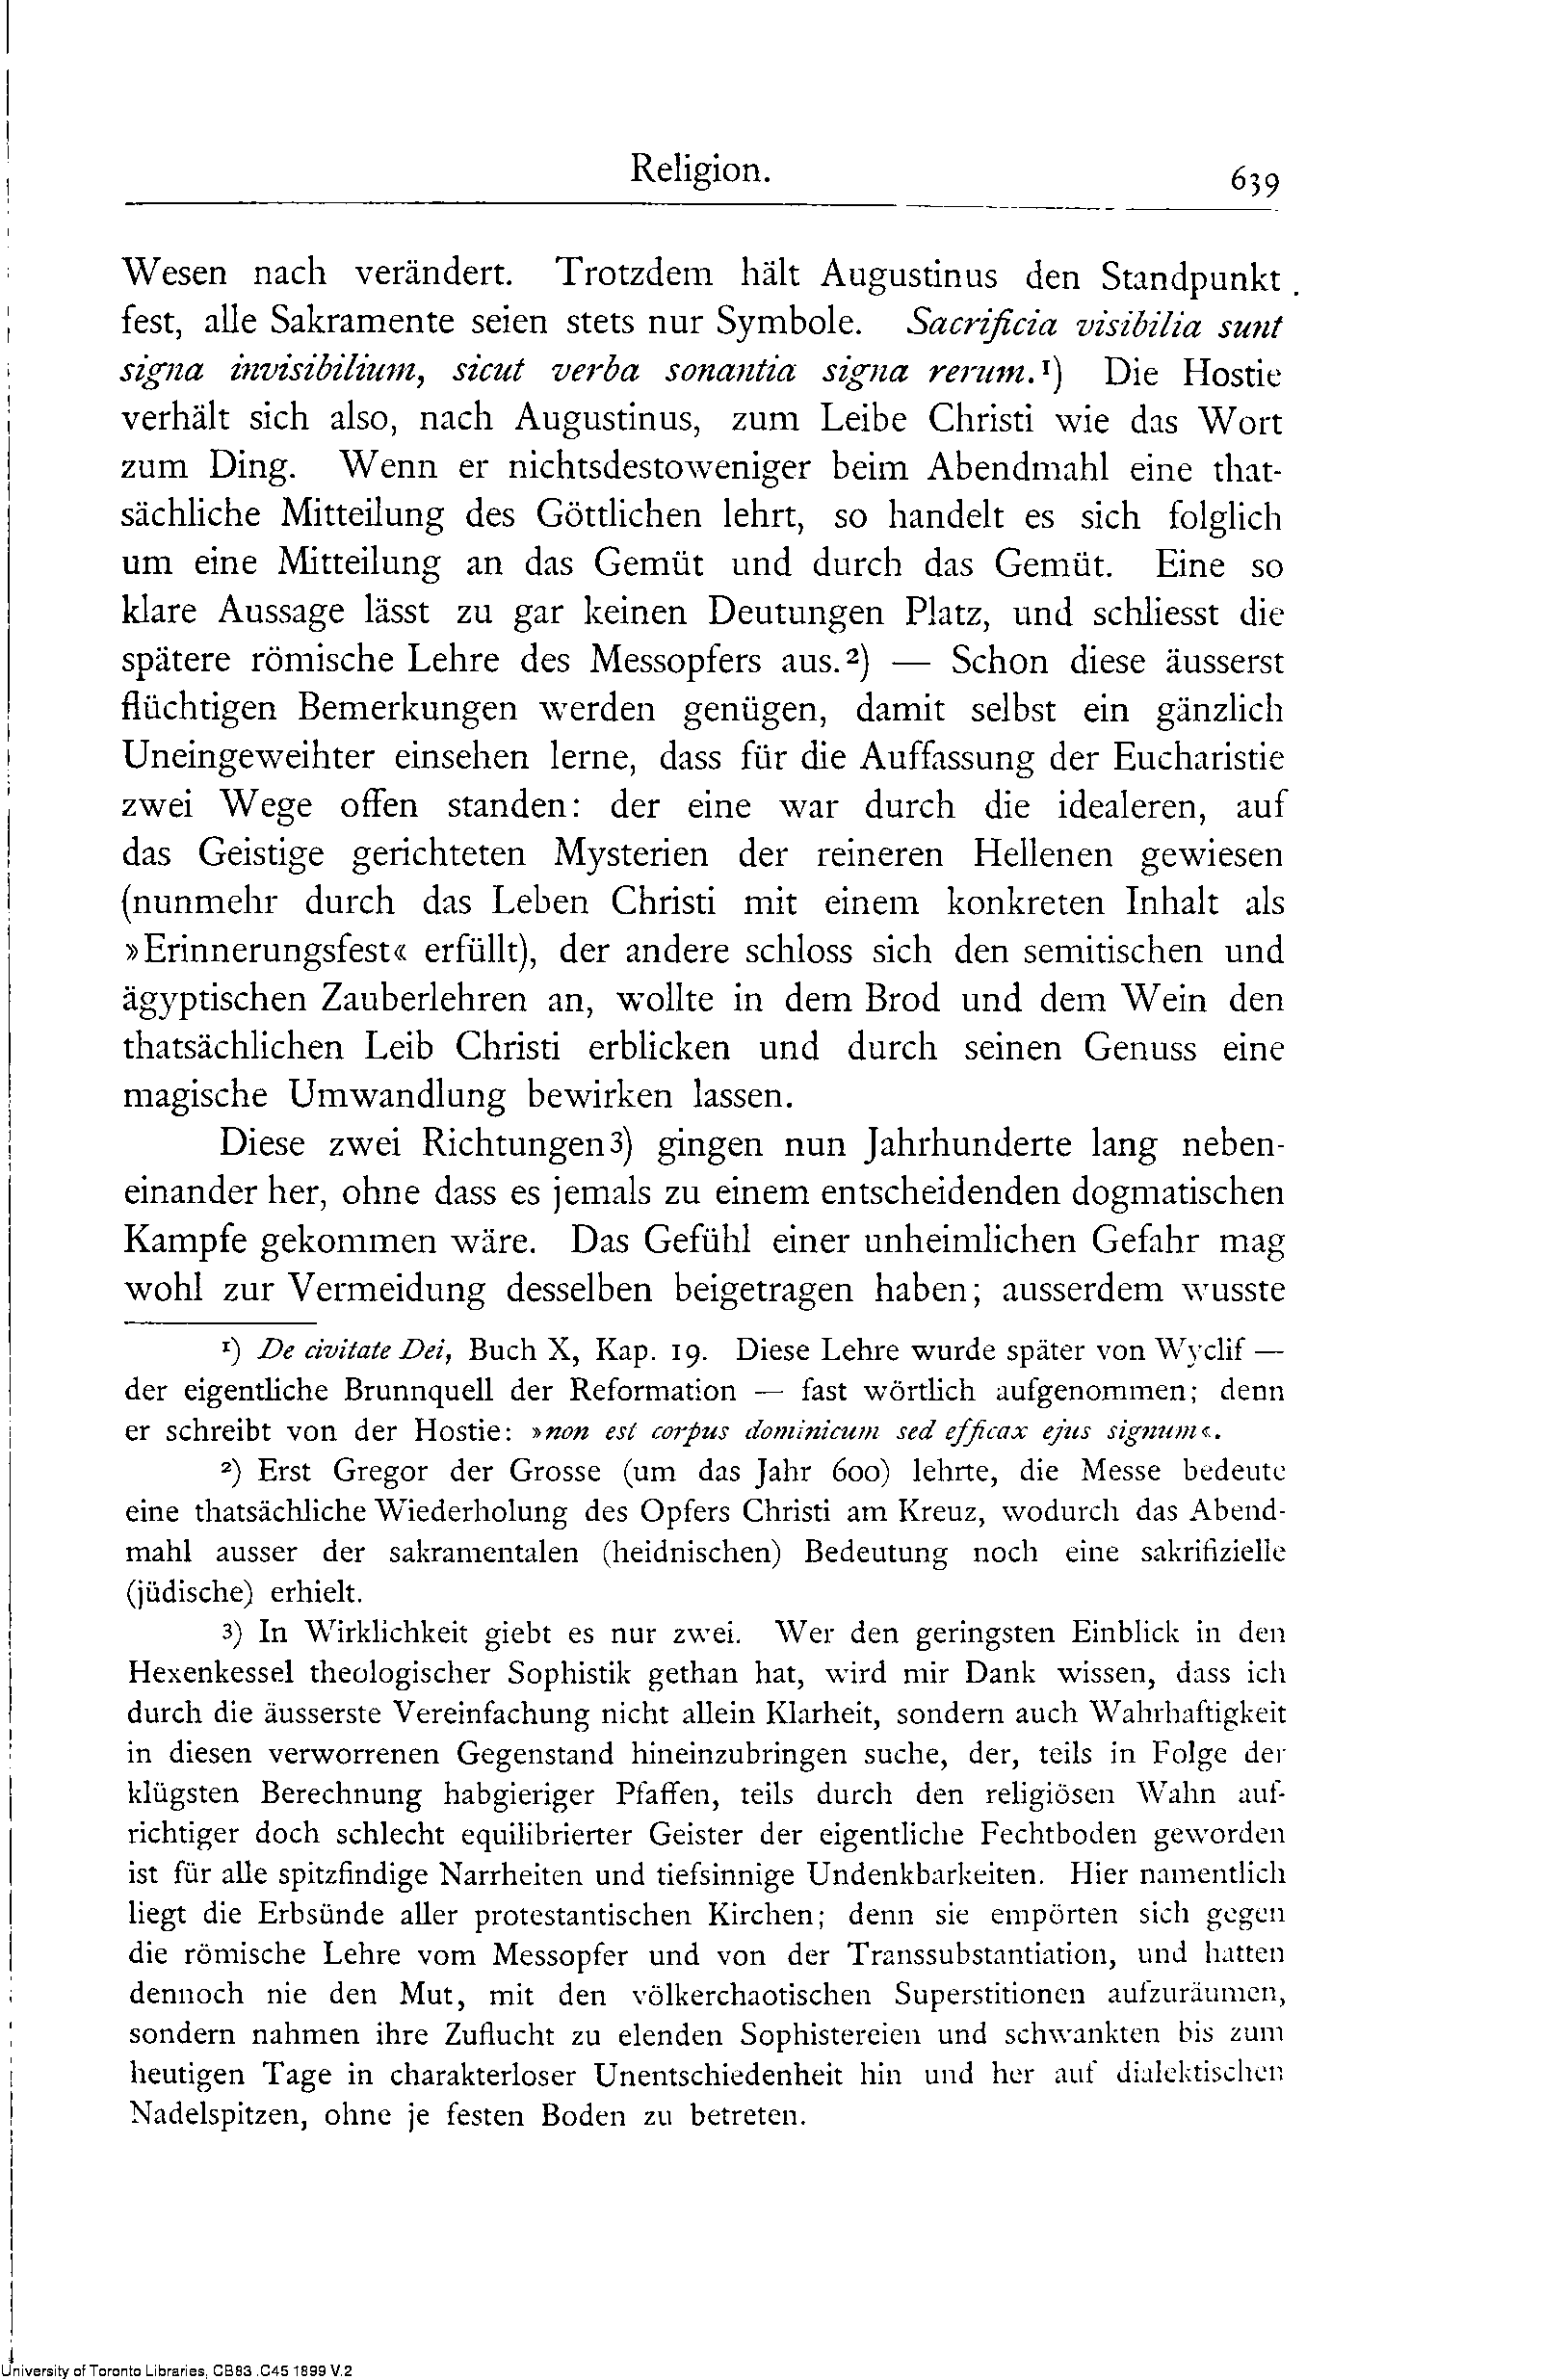 Religion.
639
Wesen nach verändert. Trotzdem hält Augustinus den Standpunkt
fest, alle Sakramente seien stets nur Symbole. Sacrificia visibilia sunt
signa invisibilium, sicut verba sonantia signa rerum.¹) Die Hostie
verhält sich also, nach Augustinus, zum Leibe Christi wie das Wort
zum Ding. Wenn er nichtsdestoweniger beim Abendmahl eine that-
sächliche Mitteilung des Göttlichen lehrt, so handelt es sich folglich
um eine Mitteilung an das Gemüt und durch das Gemüt. Eine so
klare Aussage lässt zu gar keinen Deutungen Platz, und schliesst die
spätere römische Lehre des Messopfers aus.²) — Schon diese äusserst
flüchtigen Bemerkungen werden genügen, damit selbst ein gänzlich
Uneingeweihter einsehen lerne, dass für die Auffassung der Eucharistie
zwei Wege offen standen: der eine war durch die idealeren, auf
das Geistige gerichteten Mysterien der reineren Hellenen gewiesen
(nunmehr durch das Leben Christi mit einem konkreten Inhalt als
»Erinnerungsfest« erfüllt), der andere schloss sich den semitischen und
ägyptischen Zauberlehren an, wollte in dem Brod und dem Wein den
thatsächlichen Leib Christi erblicken und durch seinen Genuss eine
magische Umwandlung bewirken lassen.
Diese zwei Richtungen³) gingen nun Jahrhunderte lang neben-
einander her, ohne dass es jemals zu einem entscheidenden dogmatischen
Kampfe gekommen wäre. Das Gefühl einer unheimlichen Gefahr mag
wohl zur Vermeidung desselben beigetragen haben; ausserdem wusste
¹) De civitate Dei, Buch X, Kap. 19. Diese Lehre wurde später von Wyclif —
der eigentliche Brunnquell der Reformation — fast wörtlich aufgenommen; denn
er schreibt von der Hostie: »non est corpus dominicum sed efficax ejus signum«.
²) Erst Gregor der Grosse (um das Jahr 600) lehrte, die Messe bedeute
eine thatsächliche Wiederholung des Opfers Christi am Kreuz, wodurch das Abend-
mahl ausser der sakramentalen (heidnischen) Bedeutung noch eine sakrifizielle
(jüdische) erhielt.
³) In Wirklichkeit giebt es nur zwei. Wer den geringsten Einblick in den
Hexenkessel theologischer Sophistik gethan hat, wird mir Dank wissen, dass ich
durch die äusserste Vereinfachung nicht allein Klarheit, sondern auch Wahrhaftigkeit
in diesen verworrenen Gegenstand hineinzubringen suche, der, teils in Folge der
klügsten Berechnung habgieriger Pfaffen, teils durch den religiösen Wahn auf-
richtiger doch schlecht equilibrierter Geister der eigentliche Fechtboden geworden
ist für alle spitzfindige Narrheiten und tiefsinnige Undenkbarkeiten. Hier namentlich
liegt die Erbsünde aller protestantischen Kirchen; denn sie empörten sich gegen
die römische Lehre vom Messopfer und von der Transsubstantiation, und hatten
dennoch nie den Mut, mit den völkerchaotischen Superstitionen aufzuräumen,
sondern nahmen ihre Zuflucht zu elenden Sophistereien und schwankten bis zum
heutigen Tage in charakterloser Unentschiedenheit hin und her auf dialektischen
Nadelspitzen, ohne je festen Boden zu betreten.
University of Toronto Libraries, CB83 .C45 1899 V.2